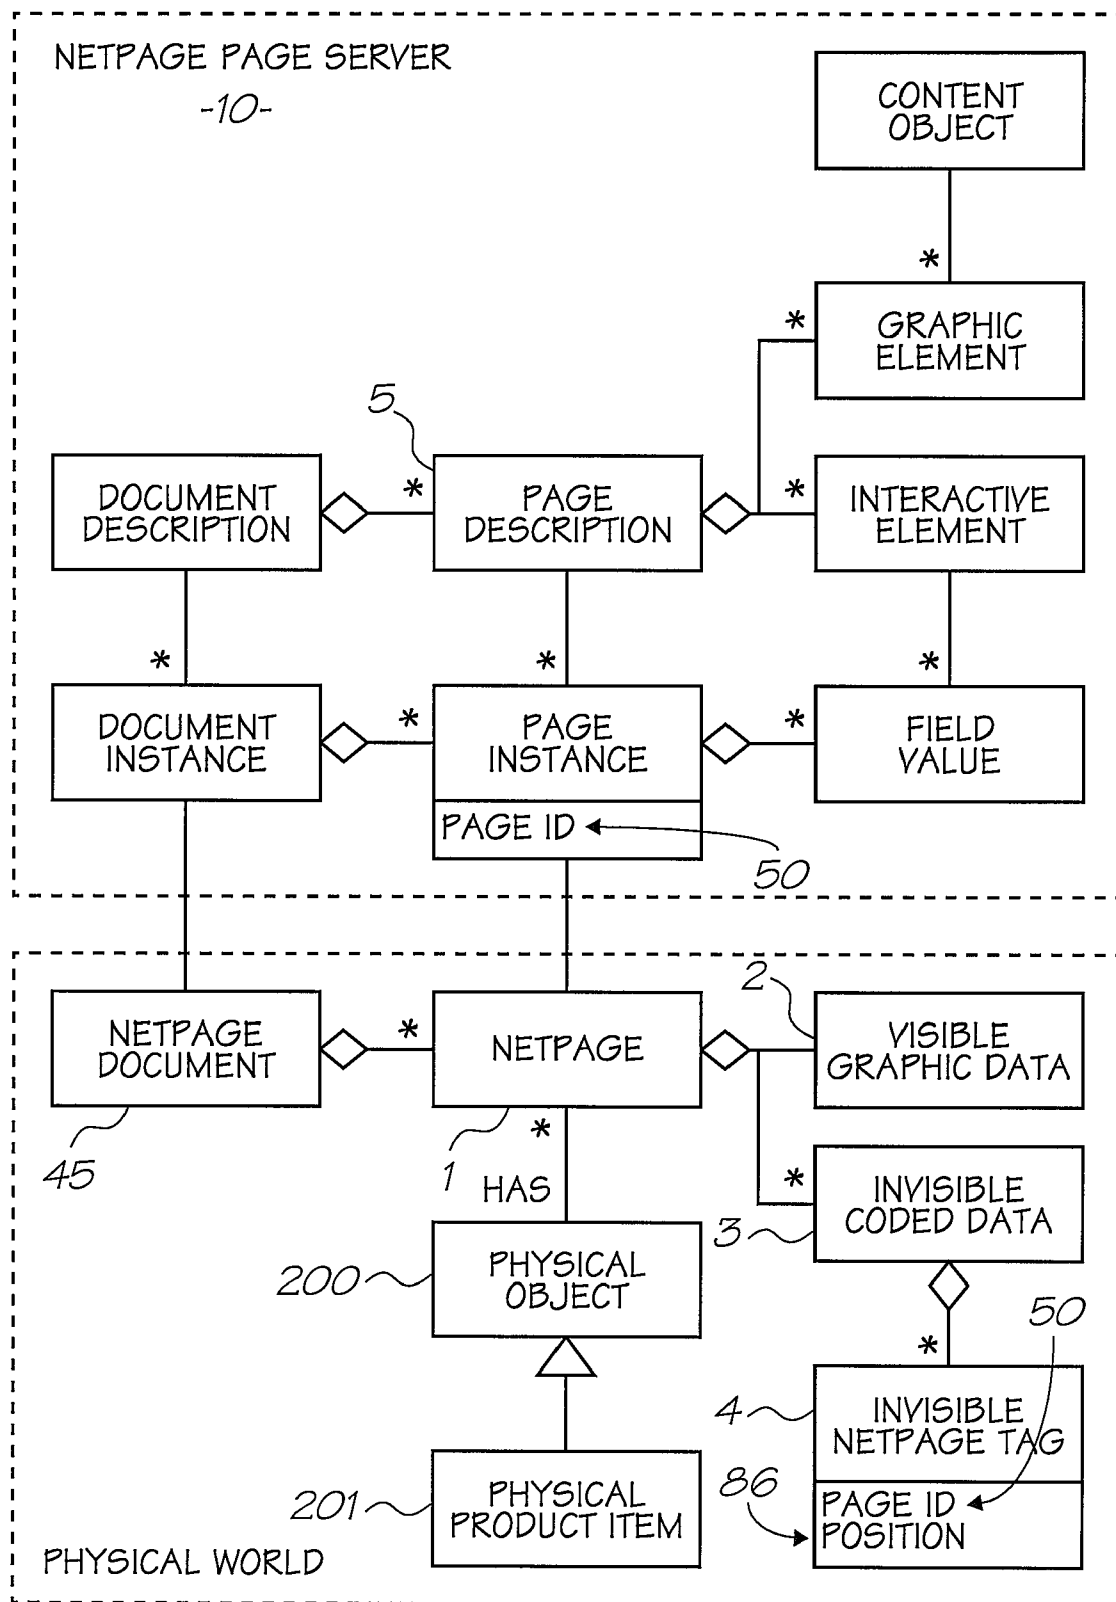 NETPAGE PAGE SERVER
-10-
CONTENT
OBJECT
*
GRAPHIC
ELEMENT
*
5
DOCUMENT
DESCRIPTION
*
PAGE
DESCRIPTION
*
INTERACTIVE
ELEMENT
*
*
*
DOCUMENT
INSTANCE
*
PAGE
INSTANCE
*
FIELD
VALUE
PAGE ID
50
2
NETPAGE
DOCUMENT
*
NETPAGE
VISIBLE
GRAPHIC DATA
45
1
*
HAS
*
INVISIBLE
CODED DATA
3
200
PHYSICAL
OBJECT
50
*
4
INVISIBLE
NETPAGE TAG
86
PAGE ID
POSITION
201
PHYSICAL
PRODUCT ITEM
PHYSICAL WORLD